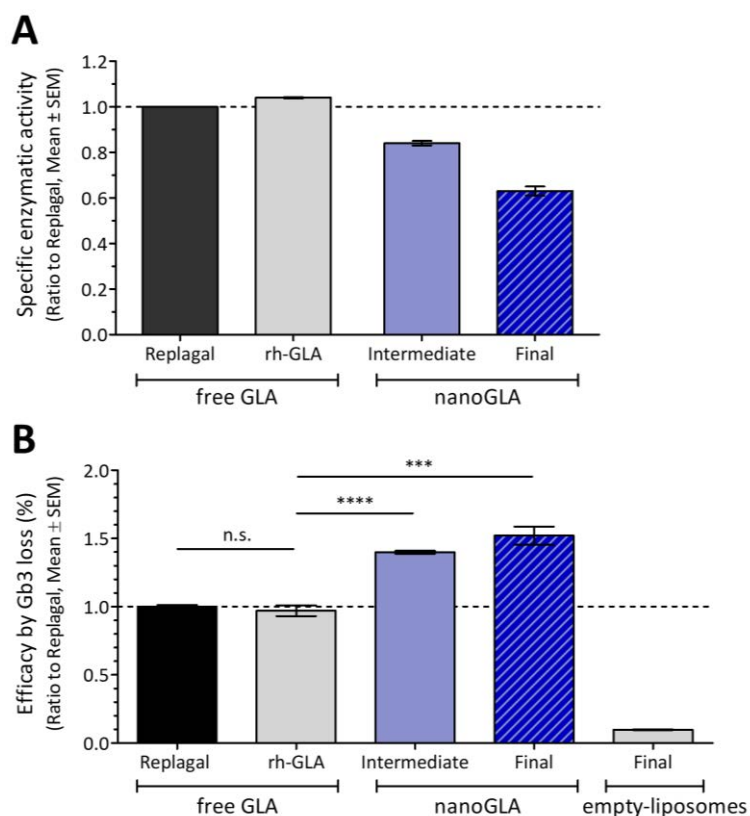 A
Specific enzymatic activity
(Ratio to Replagal, Mean ± SEM)
1.2
1.0
0.8
0.6
0.4
0.2
0.0
Replagal rh-GLA Intermediate Final
free GLA nanoGLA
B
Efficacy by Gb3 loss (%)
(Ratio to Replagal, Mean ± SEM)
2.0
1.5
1.0
0.5
0.0
***
****
n.s.
Replagal rh-GLA Intermediate Final Final
free GLA nanoGLA empty-liposomes